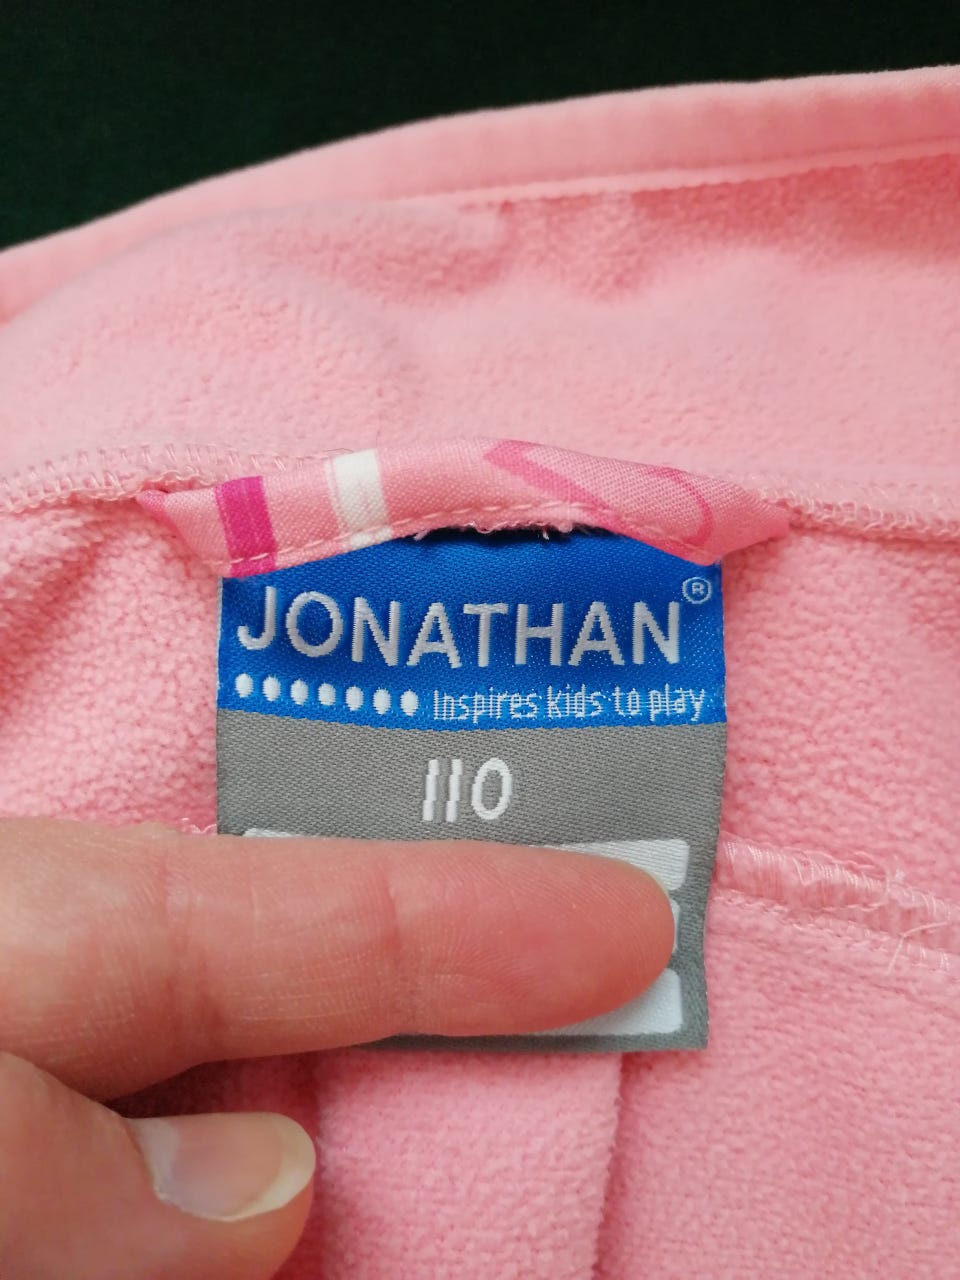 JONATHAN®
Inspires kids to play
110